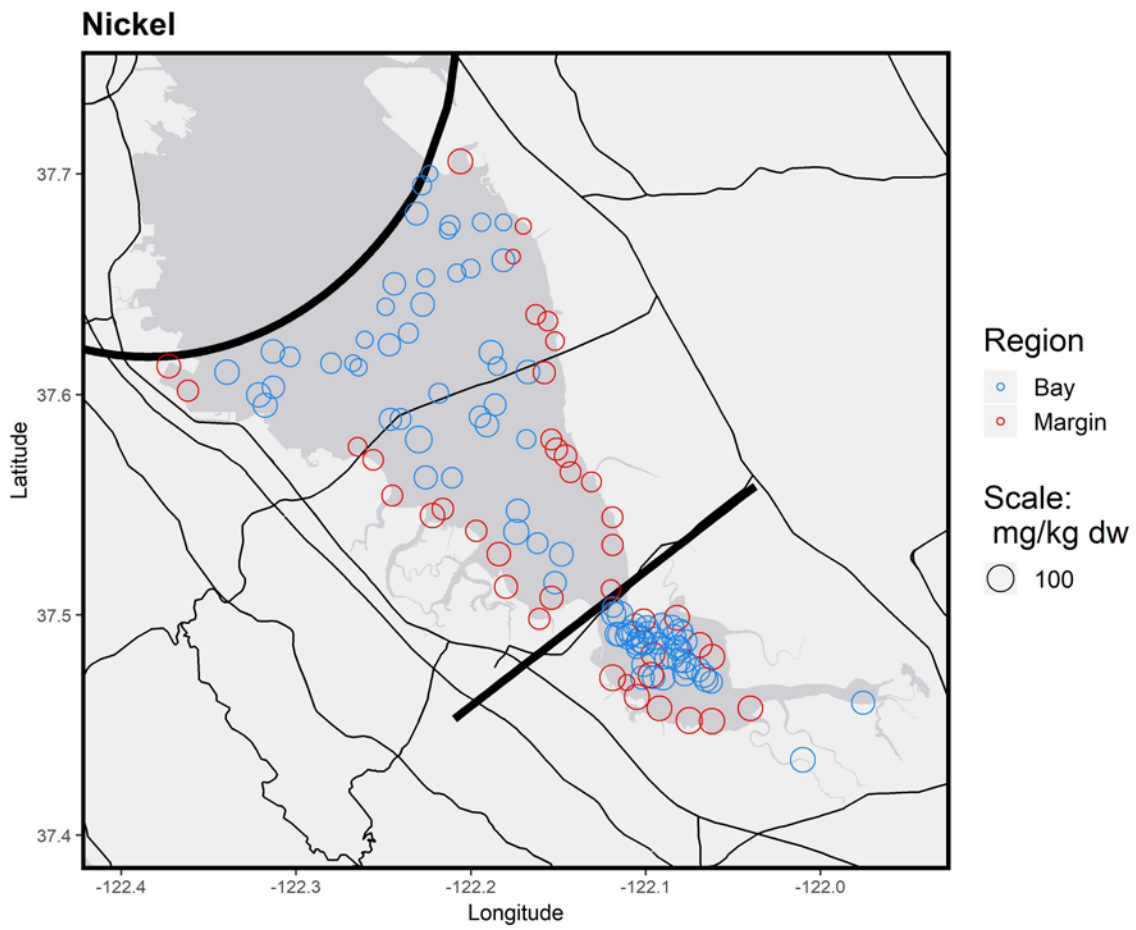 Nickel
37.7
37.6
37.5
37.4
Latitude
-122.4
-122.3
-122.2
-122.1
-122.0
Longitude
Region
Bay
Margin
Scale:
mg/kg dw
100